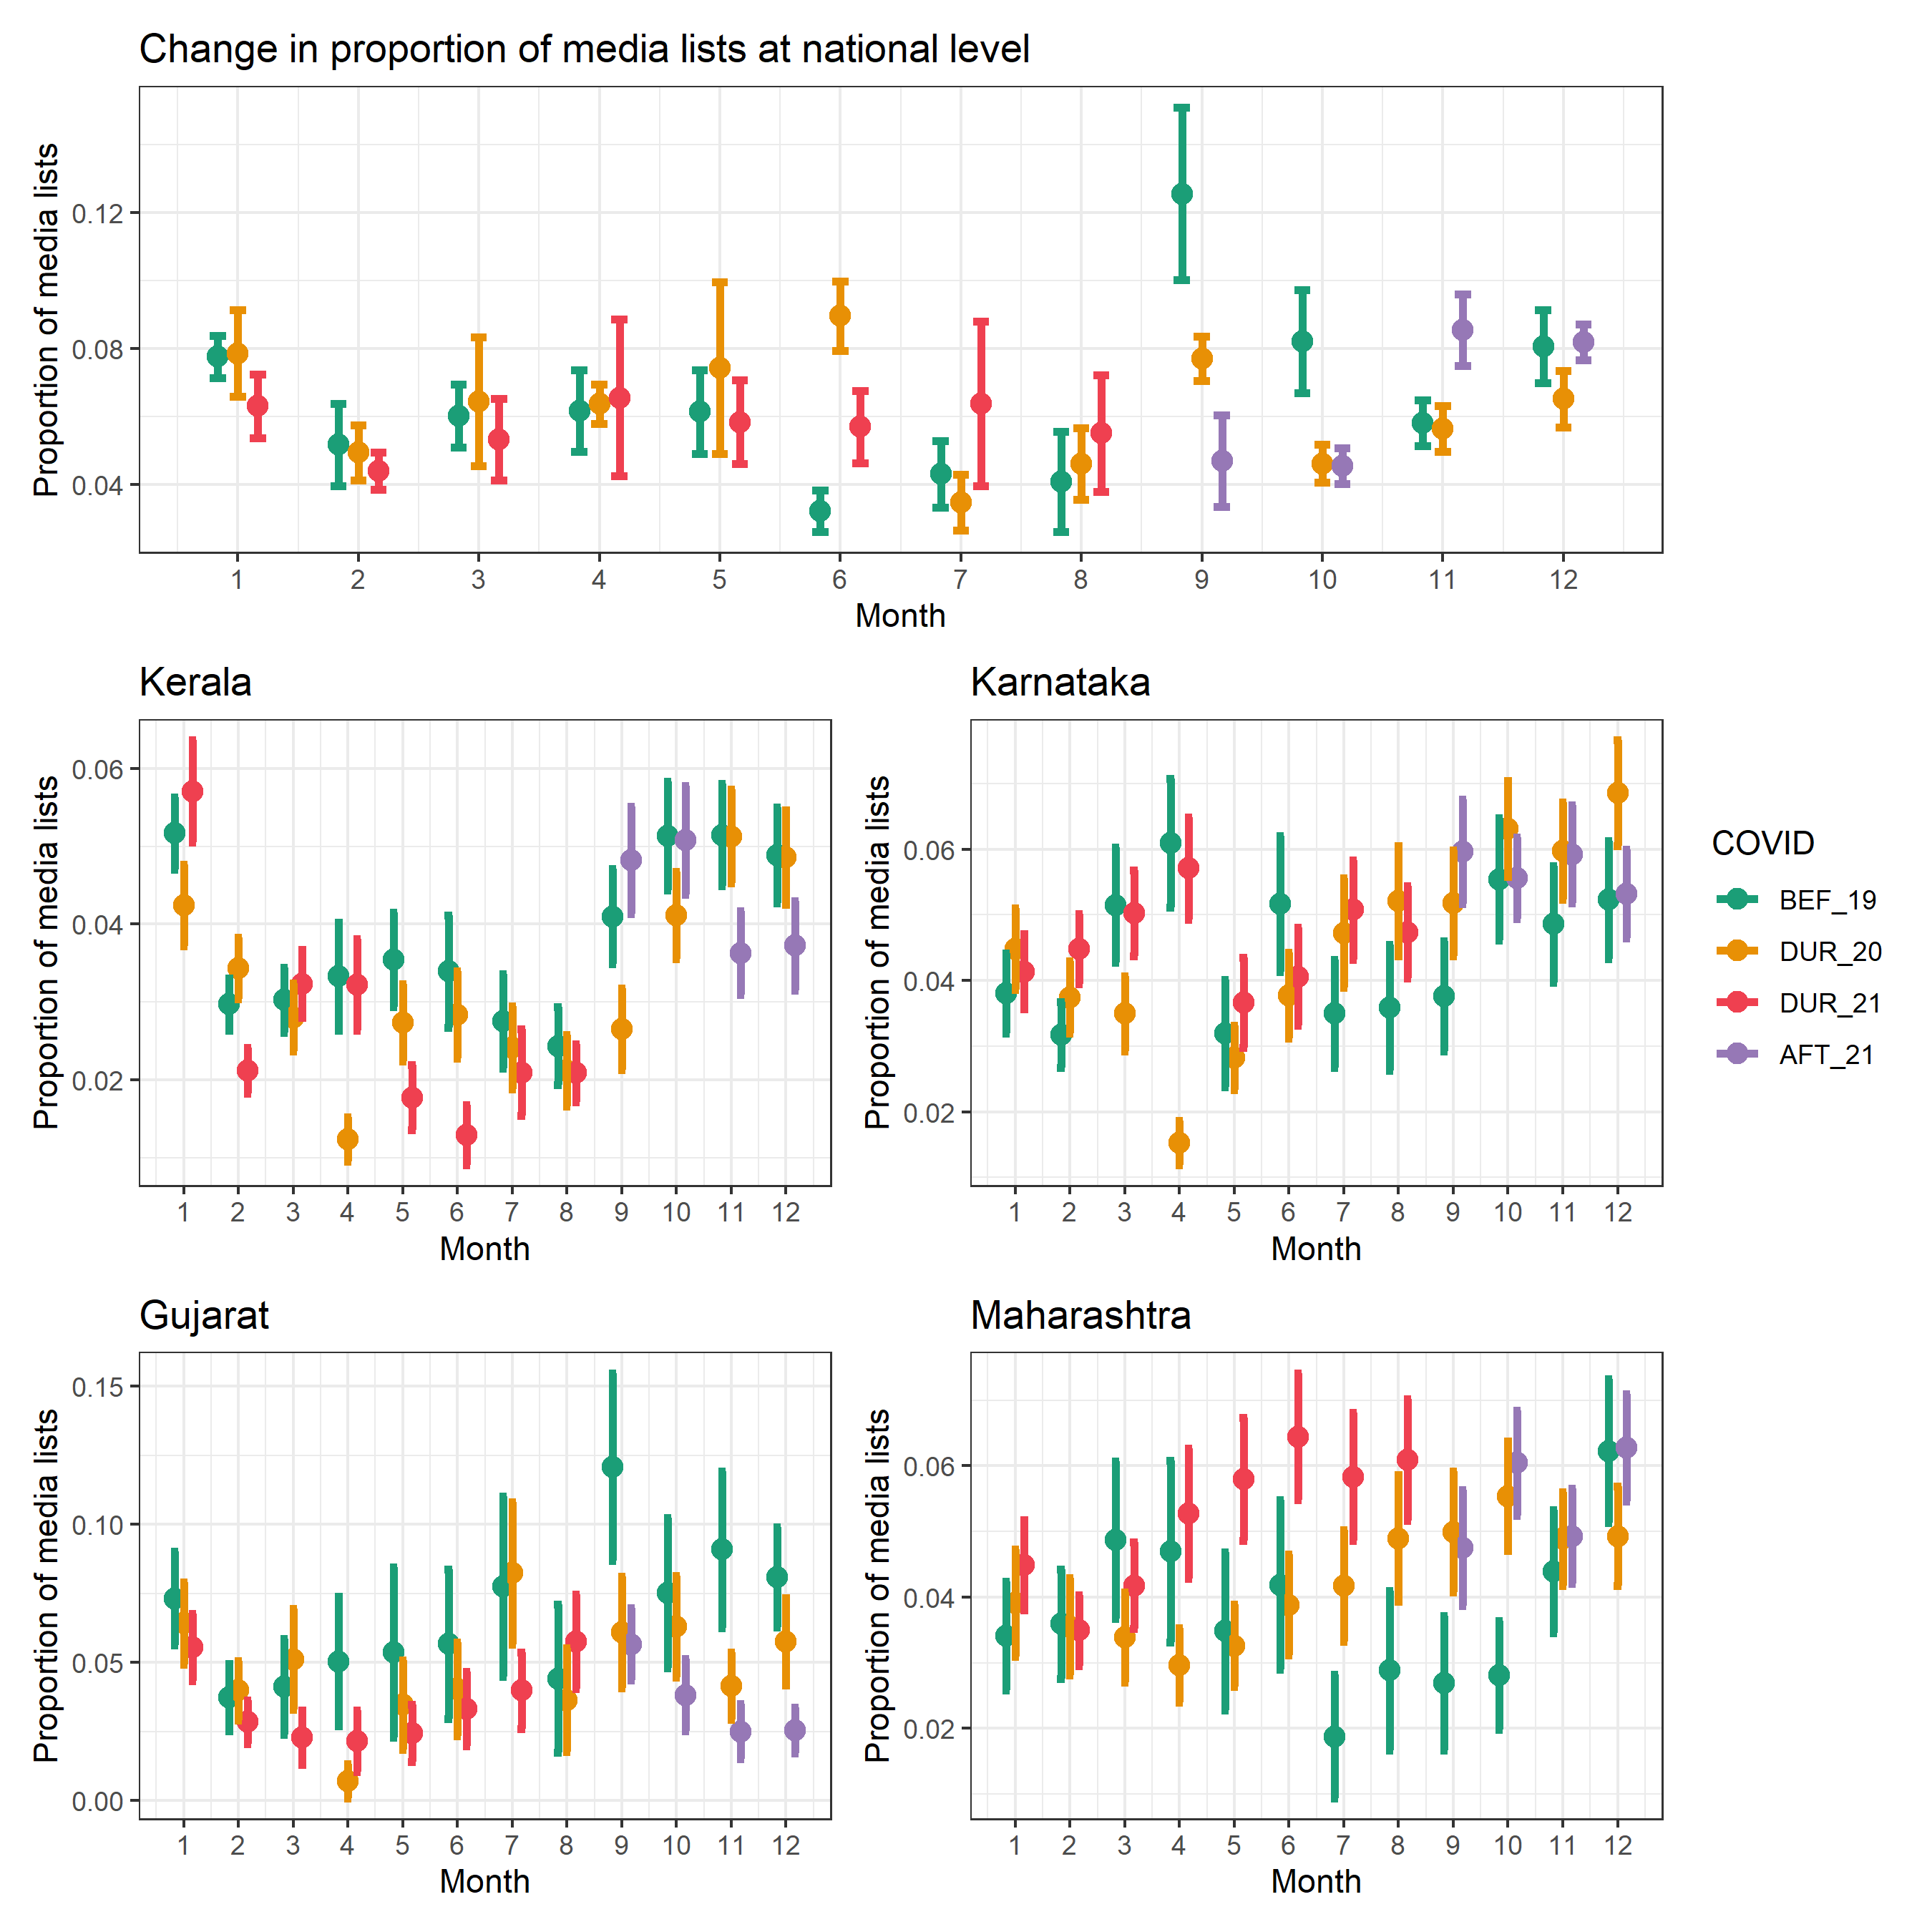 Change in proportion of media lists at national level
Proportion of media lists
0.12
0.08
0.04
1 2 3 4 5 6 7 8 9 10 11 12
Month
Kerala
Proportion of media lists
0.06
0.04
0.02
1 2 3 4 5 6 7 8 9 10 11 12
Month
Karnataka
Proportion of media lists
0.06
0.04
0.02
1 2 3 4 5 6 7 8 9 10 11 12
Month
COVID
BEF_19
DUR_20
DUR_21
AFT_21
Gujarat
Proportion of media lists
0.15
0.10
0.05
0.00
1 2 3 4 5 6 7 8 9 10 11 12
Month
Maharashtra
Proportion of media lists
0.06
0.04
0.02
1 2 3 4 5 6 7 8 9 10 11 12
Month